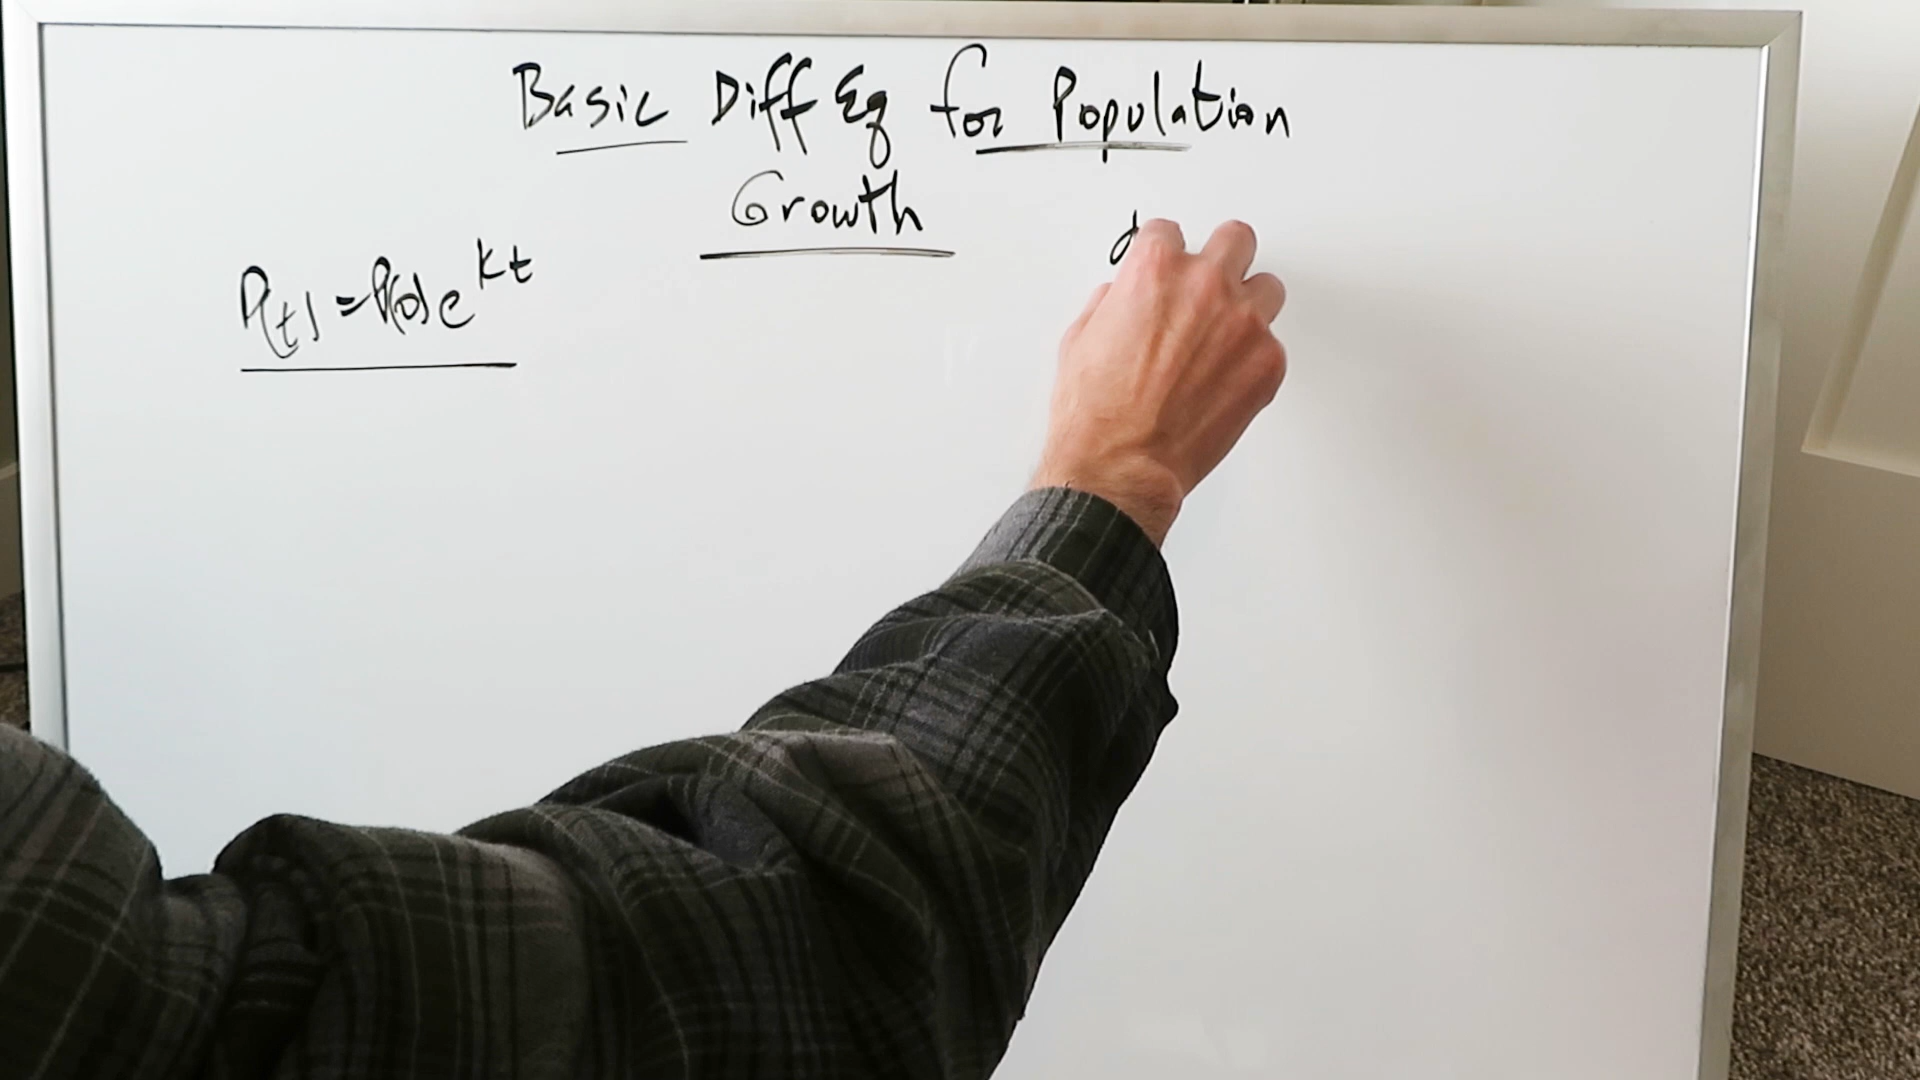 Basic Diff Eq for Population
Growth
P(t) = P(0)e^kt
d